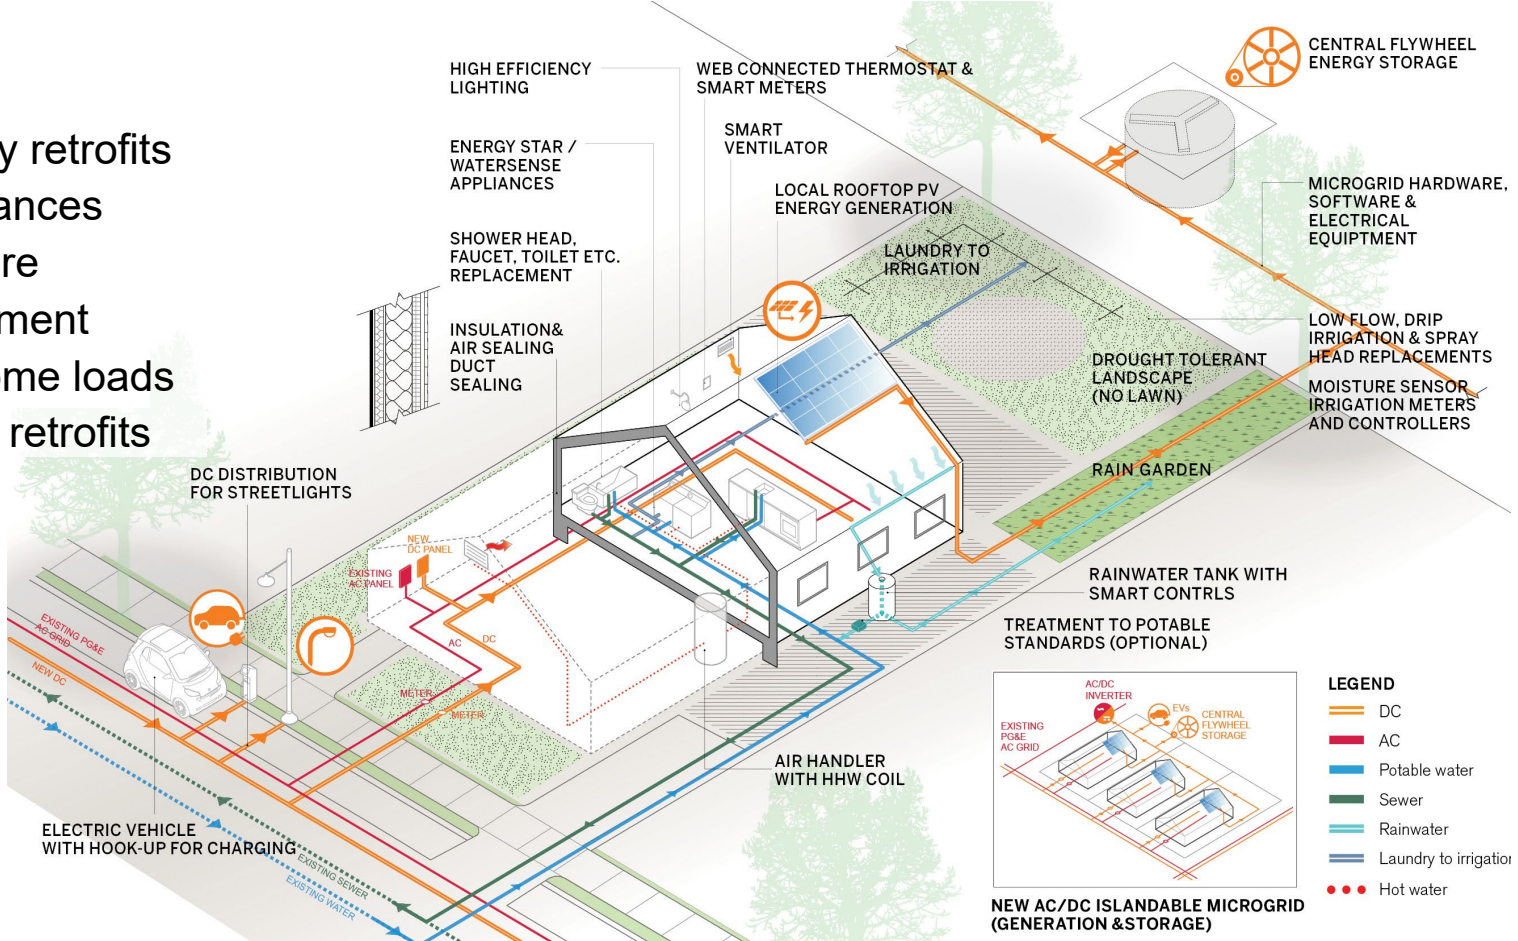 y retrofits
ances
re
ment
ome loads
retrofits
HIGH EFFICIENCY
LIGHTING
ENERGY STAR /
WATERSENSE
APPLIANCES
SHOWER HEAD,
FAUCET, TOILET ETC.
REPLACEMENT
INSULATION&
AIR SEALING
DUCT
SEALING
WEB CONNECTED THERMOSTAT &
SMART METERS
SMART
VENTILATOR
LOCAL ROOFTOP PV
ENERGY GENERATION
LAUNDRY TO
IRRIGATION
CENTRAL FLYWHEEL
ENERGY STORAGE
MICROGRID HARDWARE,
SOFTWARE &
ELECTRICAL
EQUIPTMENT
LOW FLOW, DRIP
IRRIGATION & SPRAY
HEAD REPLACEMENTS
MOISTURE SENSOR
IRRIGATION METERS
AND CONTROLLERS
DROUGHT TOLERANT
LANDSCAPE
(NO LAWN)
RAIN GARDEN
DC DISTRIBUTION
FOR STREETLIGHTS
NEW
DC PANEL
EXISTING
AC PANEL
AC
DC
METER
METER
EXISTING PG&E
AC GRID
NEW DC
RAINWATER TANK WITH
SMART CONTRLS
TREATMENT TO POTABLE
STANDARDS (OPTIONAL)
AIR HANDLER
WITH HHW COIL
ELECTRIC VEHICLE
WITH HOOK-UP FOR CHARGING
EXISTING SEWER
EXISTING WATER
AC/DC
INVERTER
EVs
CENTRAL
FLYWHEEL
STORAGE
EXISTING
PG&E
AC GRID
NEW AC/DC ISLANDABLE MICROGRID
(GENERATION &STORAGE)
LEGEND
DC
AC
Potable water
Sewer
Rainwater
Laundry to irrigation
Hot water